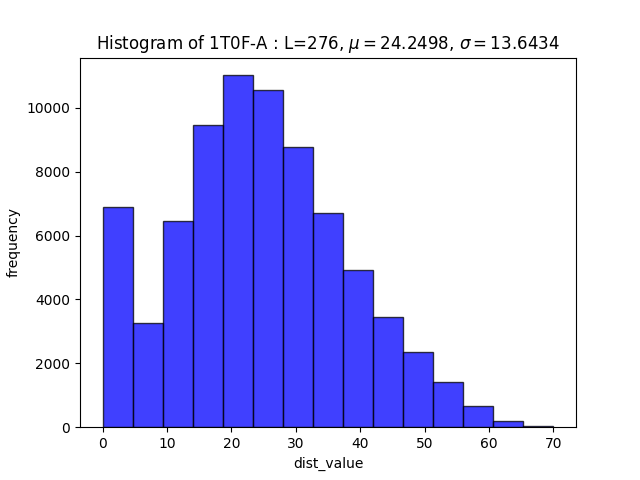 Histogram of 1T0F-A : L=276, μ = 24.2498, σ = 13.6434
10000
8000
6000
4000
2000
0
frequency
0 10 20 30 40 50 60 70
dist_value